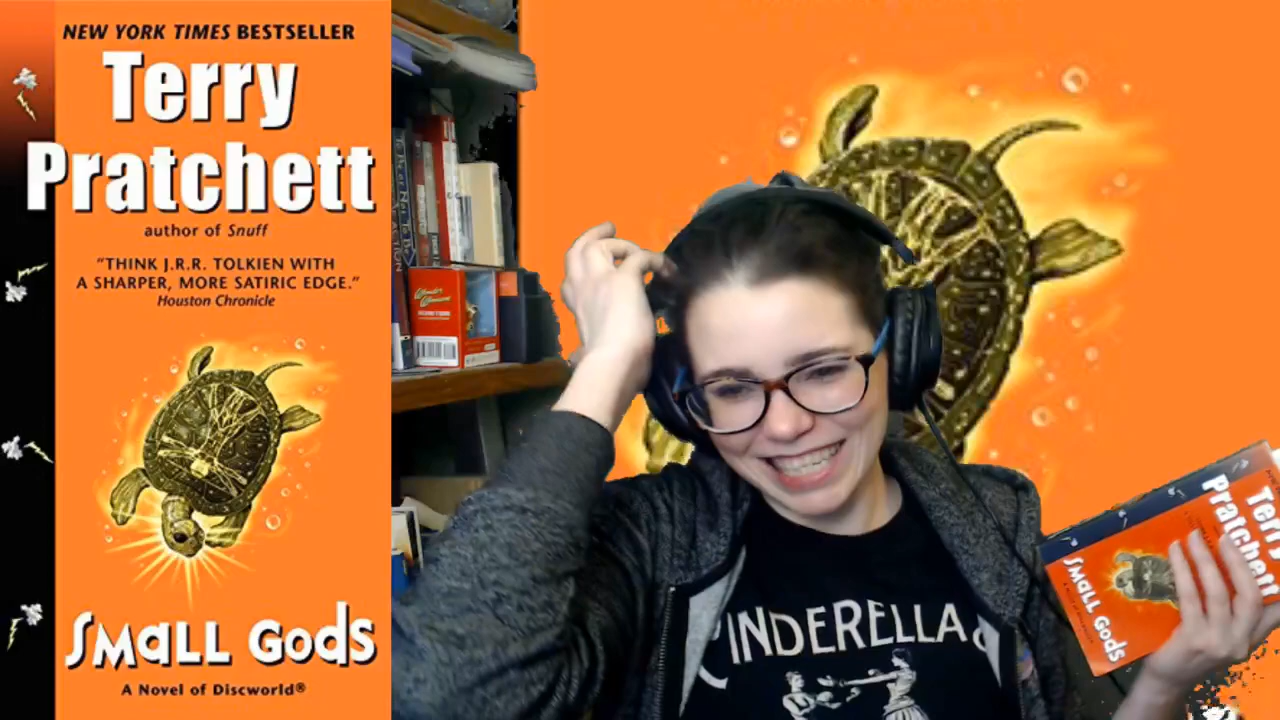 NEW YORK TIMES BESTSELLER
Terry
Pratchett
author of Snuff
"THINK J.R.R. TOLKIEN WITH
A SHARPER, MORE SATIRIC EDGE."
Houston Chronicle
SMaLL GodS
A Novel of Discworld®
CINDERELLA
Terry
Pratchett
SMaLL GodS